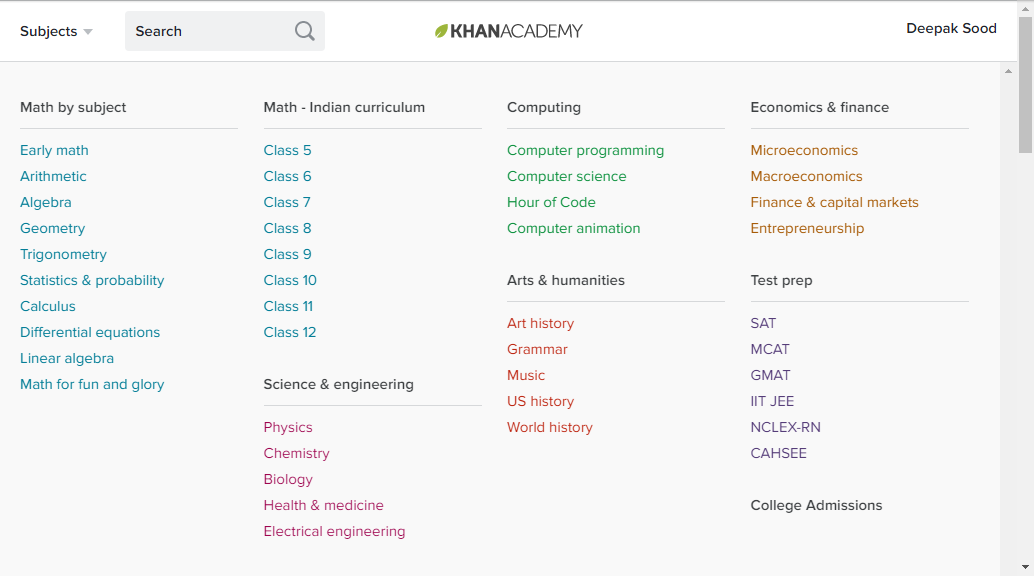 Subjects
Search
KHANACADEMY
Deepak Sood
Math by subject
Early math
Arithmetic
Algebra
Geometry
Trigonometry
Statistics & probability
Calculus
Differential equations
Linear algebra
Math for fun and glory
Math - Indian curriculum
Class 5
Class 6
Class 7
Class 8
Class 9
Class 10
Class 11
Class 12
Science & engineering
Physics
Chemistry
Biology
Health & medicine
Electrical engineering
Computing
Computer programming
Computer science
Hour of Code
Computer animation
Arts & humanities
Art history
Grammar
Music
US history
World history
Economics & finance
Microeconomics
Macroeconomics
Finance & capital markets
Entrepreneurship
Test prep
SAT
MCAT
GMAT
IIT JEE
NCLEX-RN
CAHSEE
College Admissions